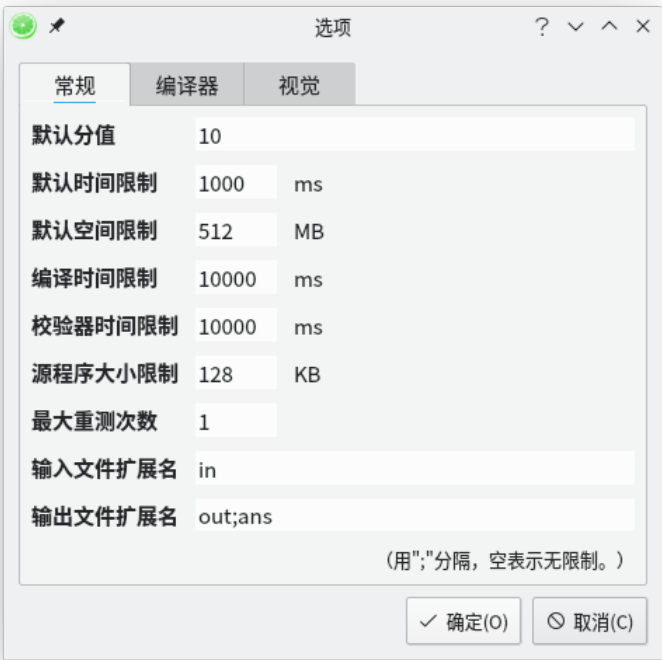 选项
常规 编译器 视觉
默认分值 10
默认时间限制 1000 ms
默认空间限制 512 MB
编译时间限制 10000 ms
校验器时间限制 10000 ms
源程序大小限制 128 KB
最大重测次数 1
输入文件扩展名 in
输出文件扩展名 out;ans
（用";"分隔，空表示无限制。）
确定(O) 取消(C)